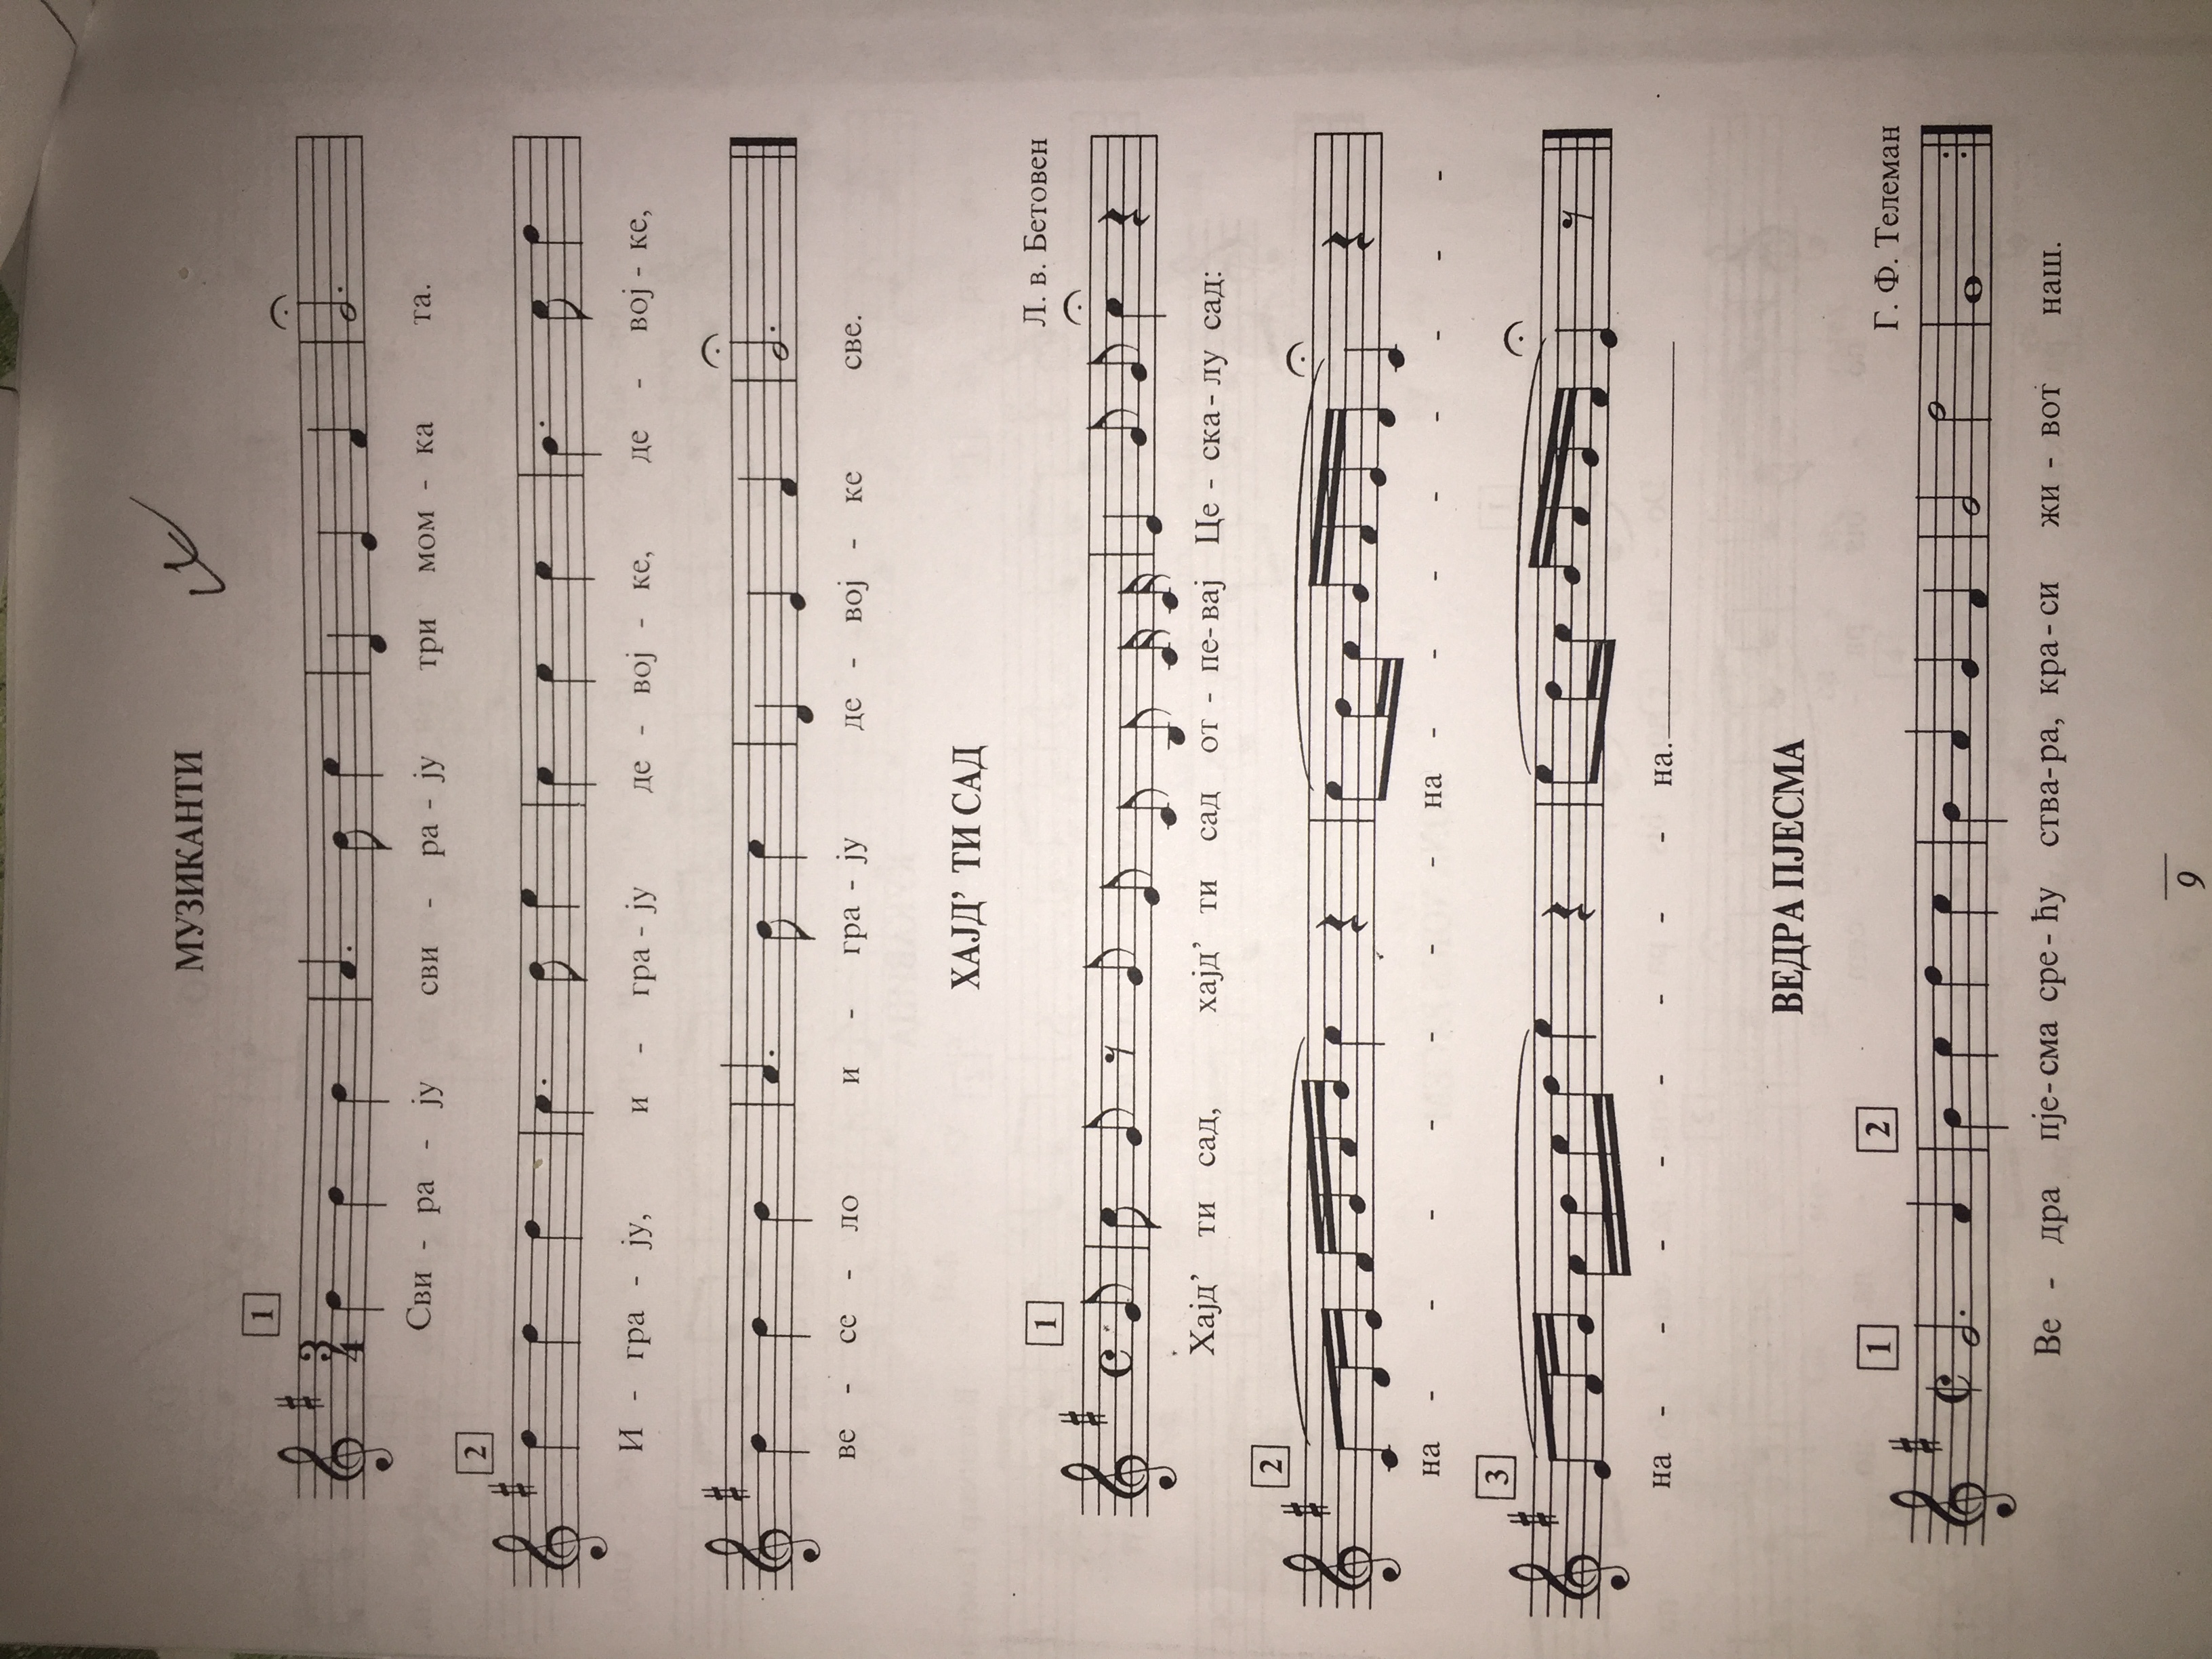 МУЗИКАНТИ
1
3
4
Сви - ра - ју сви - ра - ју три мом - ка та.
2
И - гра - ју, и - гра - ју де - вој - ке, де - вој - ке,
ве - се - ло и - гра - ју де - вој - ке све.
ХАЈД’ ТИ САД
Л. в. Бетовен
1
Хајд’ ти сад, хајд’ ти сад от - пе - вај Це - ска - лу сад:
2
на - - - - - - - на - - - - - - - -
3
на - - - - - - - - на.
ВЕДРА ПЈЕСМА
Г. Ф. Телеман
1 2
Ве - дра пје - сма сре - ћу ства - ра, кра - си жи - вот наш.
9